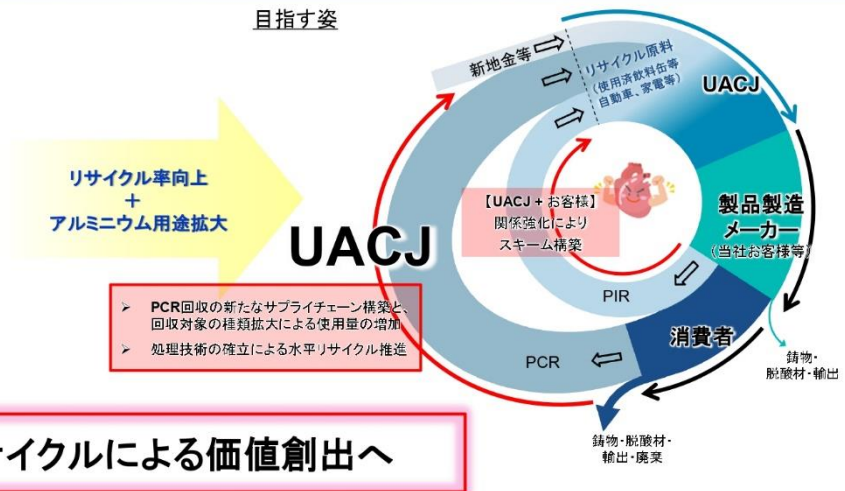 目指す姿
新地金等
リサイクル原料
(使用済飲料缶等
自動車、家電等)
UACJ
リサイクル率向上
+
アルミニウム用途拡大
UACJ
【UACJ + お客様】
関係強化により
スキーム構築
製品製造
メーカー
(当社お客様等)
PIR
➢ PCR回収の新たなサプライチェーン構築と、
回収対象の種類拡大による使用量の増加
➢ 処理技術の確立による水平リサイクル推進
消費者
PCR
鋳物・
脱酸材・輸出
鋳物・脱酸材・
輸出・廃棄
イクルによる価値創出へ